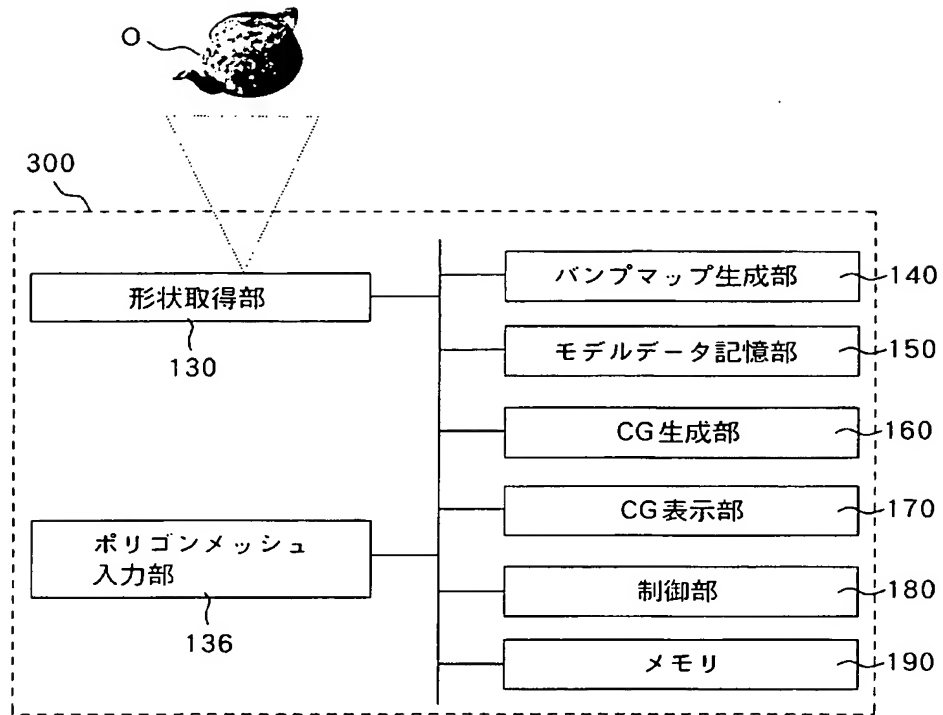 O
300
形状取得部
130
ポリゴンメッシュ
入力部
136
バンプマップ生成部
140
モデルデータ記憶部
150
CG生成部
160
CG表示部
170
制御部
180
メモリ
190